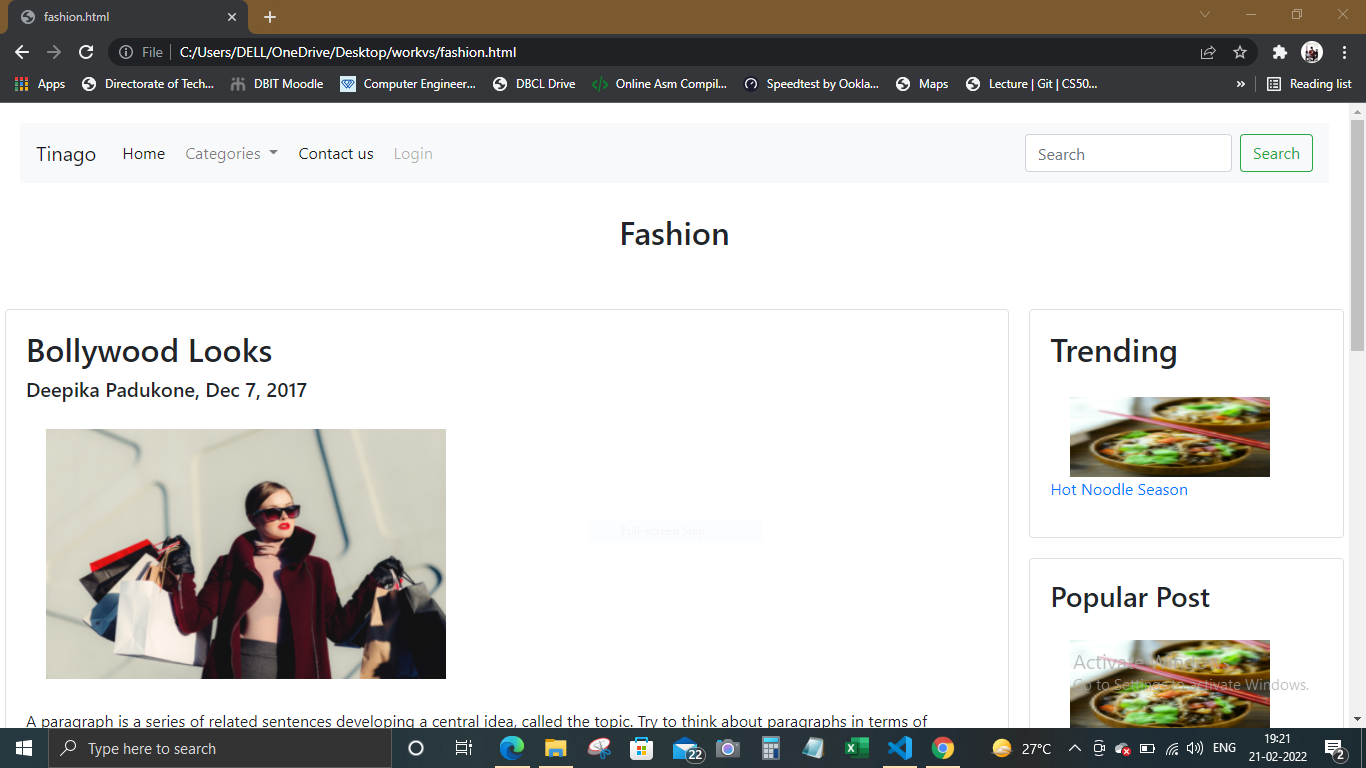 fashion.html
File
C:/Users/DELL/OneDrive/Desktop/workvs/fashion.html
Apps Directorate of Tech... DBIT Moodle Computer Engineer... DBCL Drive Online Asm Compil... Speedtest by Ookla... Maps Lecture | Git | CS50... » Reading list
Tinago Home Categories Contact us Login Search Search
Fashion
Bollywood Looks
Deepika Padukone, Dec 7, 2017
Full-screen Snip
A paragraph is a series of related sentences developing a central idea, called the topic. Try to think about paragraphs in terms of
Trending
Hot Noodle Season
Popular Post
Activate Windows
Go to Settings to activate Windows.
Type here to search
22
27°C
ENG
19:21
21-02-2022
2